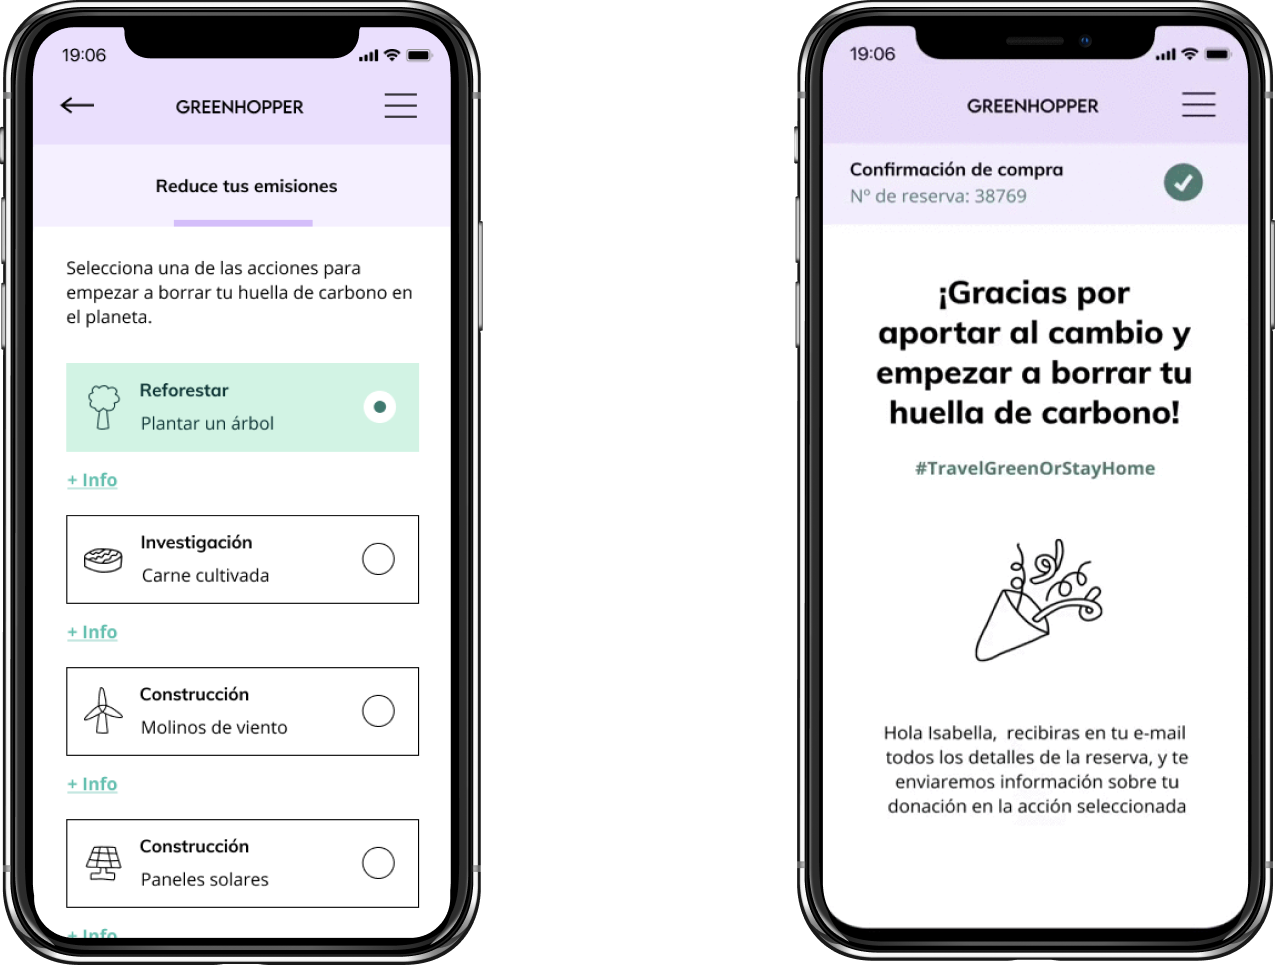 19:06
GREENHOPPER
Reduce tus emisiones
Selecciona una de las acciones para
empezar a borrar tu huella de carbono en
el planeta.
Reforestar
Plantar un árbol
+ Info
Investigación
Carne cultivada
+ Info
Construcción
Molinos de viento
+ Info
Construcción
Paneles solares
+ Info
19:06
GREENHOPPER
Confirmación de compra
Nº de reserva: 38769
¡Gracias por
aportar al cambio y
empezar a borrar tu
huella de carbono!
#TravelGreenOrStayHome
Hola Isabella, recibiras en tu e-mail
todos los detalles de la reserva, y te
enviaremos información sobre tu
donación en la acción seleccionada